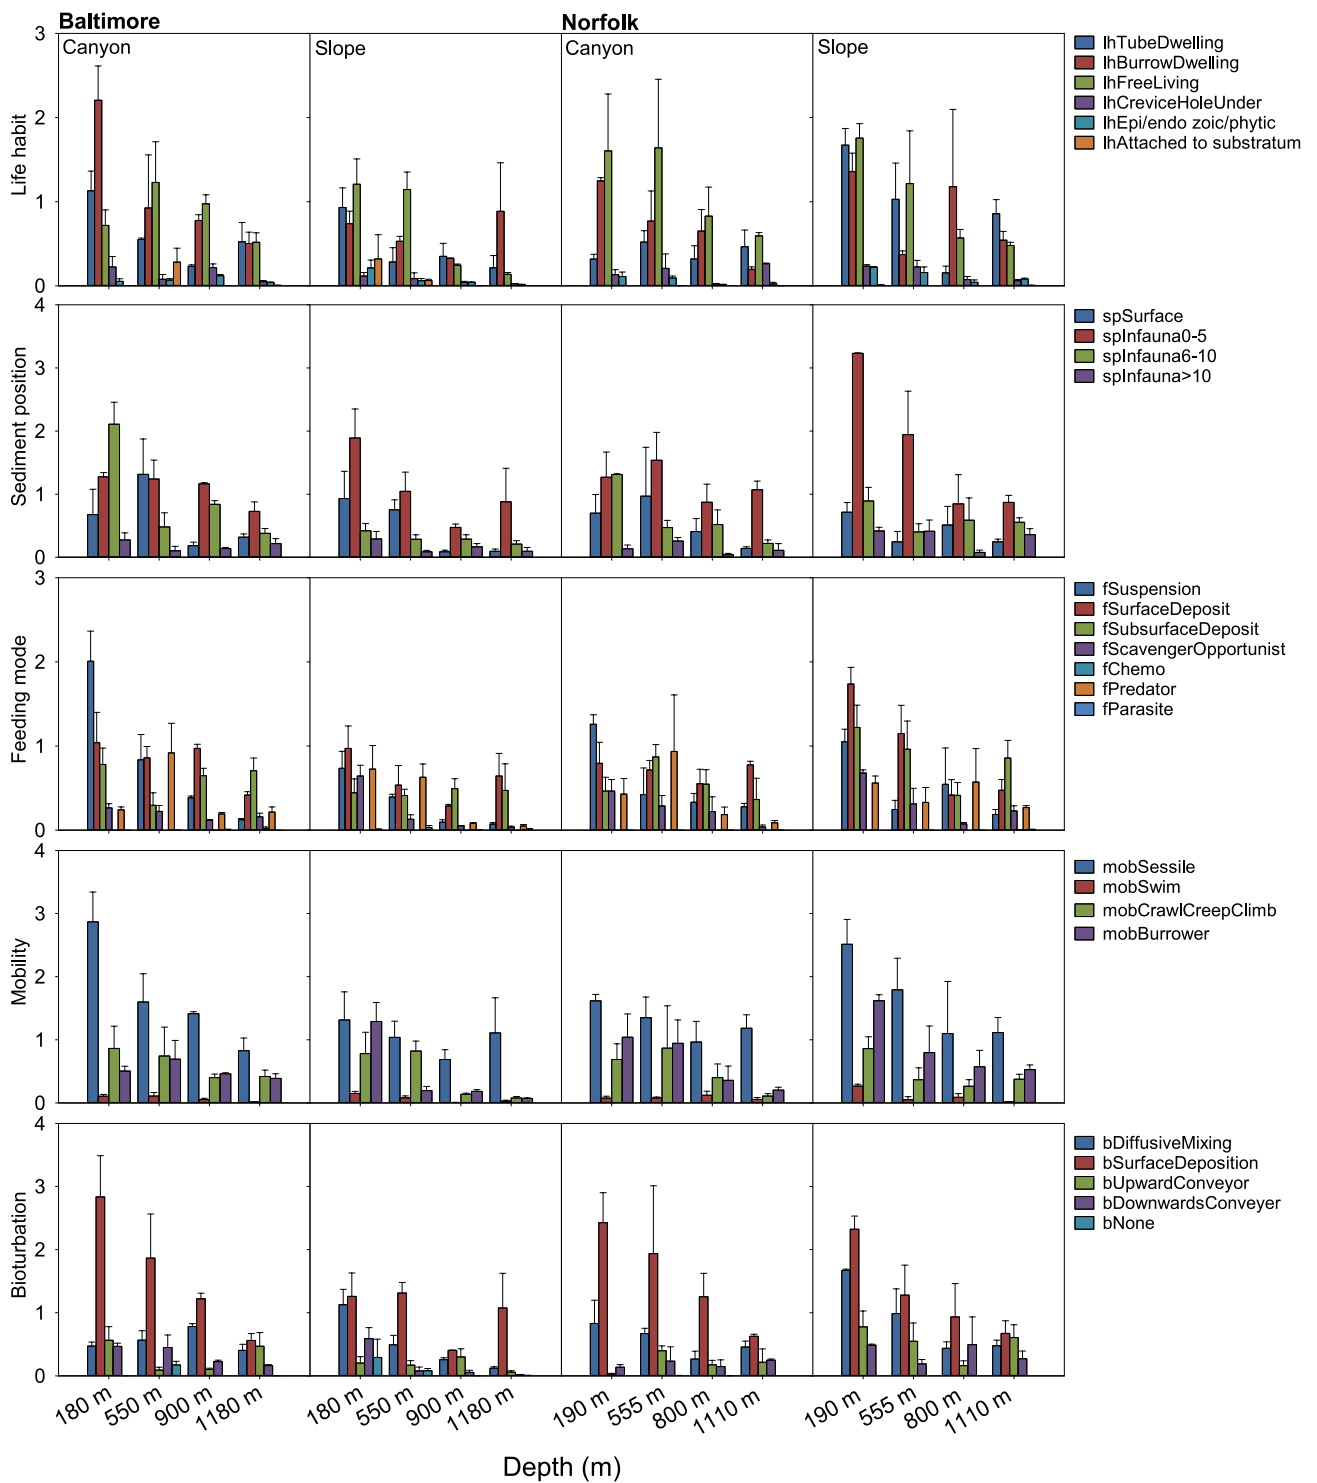 Baltimore
Norfolk
Canyon
Slope
Canyon
Slope
Life habit
3
2
1
0
lhTubeDwelling
lhBurrowDwelling
lhFreeLiving
lhCreviceHoleUnder
lhEpi/endo zoic/phytic
lhAttached to substratum
Sediment position
4
3
2
1
0
spSurface
spInfauna0-5
spInfauna6-10
spInfauna>10
Feeding mode
3
2
1
0
fSuspension
fSurfaceDeposit
fSubsurfaceDeposit
fScavengerOpportunist
fChemo
fPredator
fParasite
Mobility
4
3
2
1
0
mobSessile
mobSwim
mobCrawlCreepClimb
mobBurrower
Bioturbation
4
3
2
1
0
bDiffusiveMixing
bSurfaceDeposition
bUpwardConveyor
bDownwardsConveyer
bNone
180 m
550 m
900 m
1180 m
180 m
550 m
900 m
1180 m
190 m
555 m
800 m
1110 m
190 m
555 m
800 m
1110 m
Depth (m)